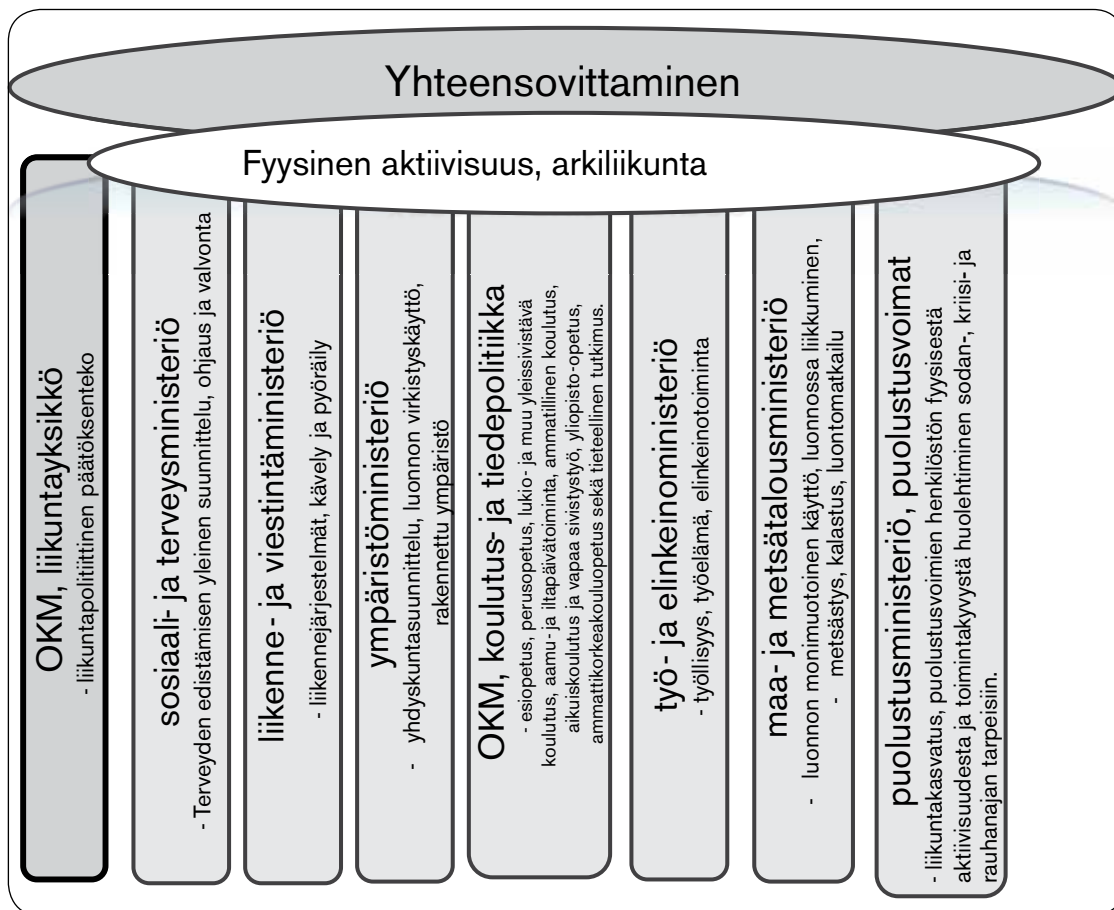 Yhteensovittaminen
Fyysinen aktiivisuus, arkiliikunta
OKM, liikuntayksikkö
- liikuntapoliittinen päätöksenteko
sosiaali- ja terveysministeriö
- Terveyden edistämisen yleinen suunnittelu, ohjaus ja valvonta
liikenne- ja viestintäministeriö
- liikennejärjestelmät, kävely ja pyöräily
ympäristöministeriö
- yhdyskuntasuunnittelu, luonnon virkistyskäyttö,
rakennettu ympäristö
OKM, koulutus- ja tiedepolitiikka
- esiopetus, perusopetus, lukio- ja muu yleissivistävä
koulutus, aamu- ja iltapäivätoiminta, ammatillinen koulutus,
aikuiskoulutus ja vapaa sivistystyö, yliopisto-opetus,
ammattikorkeakouluopetus sekä tieteellinen tutkimus.
työ- ja elinkeinoministeriö
- työllisyys, työelämä, elinkeinotoiminta
maa- ja metsätalousministeriö
- luonnon monimuotoinen käyttö, luonnossa liikkuminen,
- metsästys, kalastus, luontomatkailu
puolustusministeriö, puolustusvoimat
- liikuntakasvatus, puolustusvoimien henkilöstön fyysisestä
aktiivisuudesta ja toimintakyvystä huolehtiminen sodan-, kriisi- ja
rauhanajan tarpeisiin.